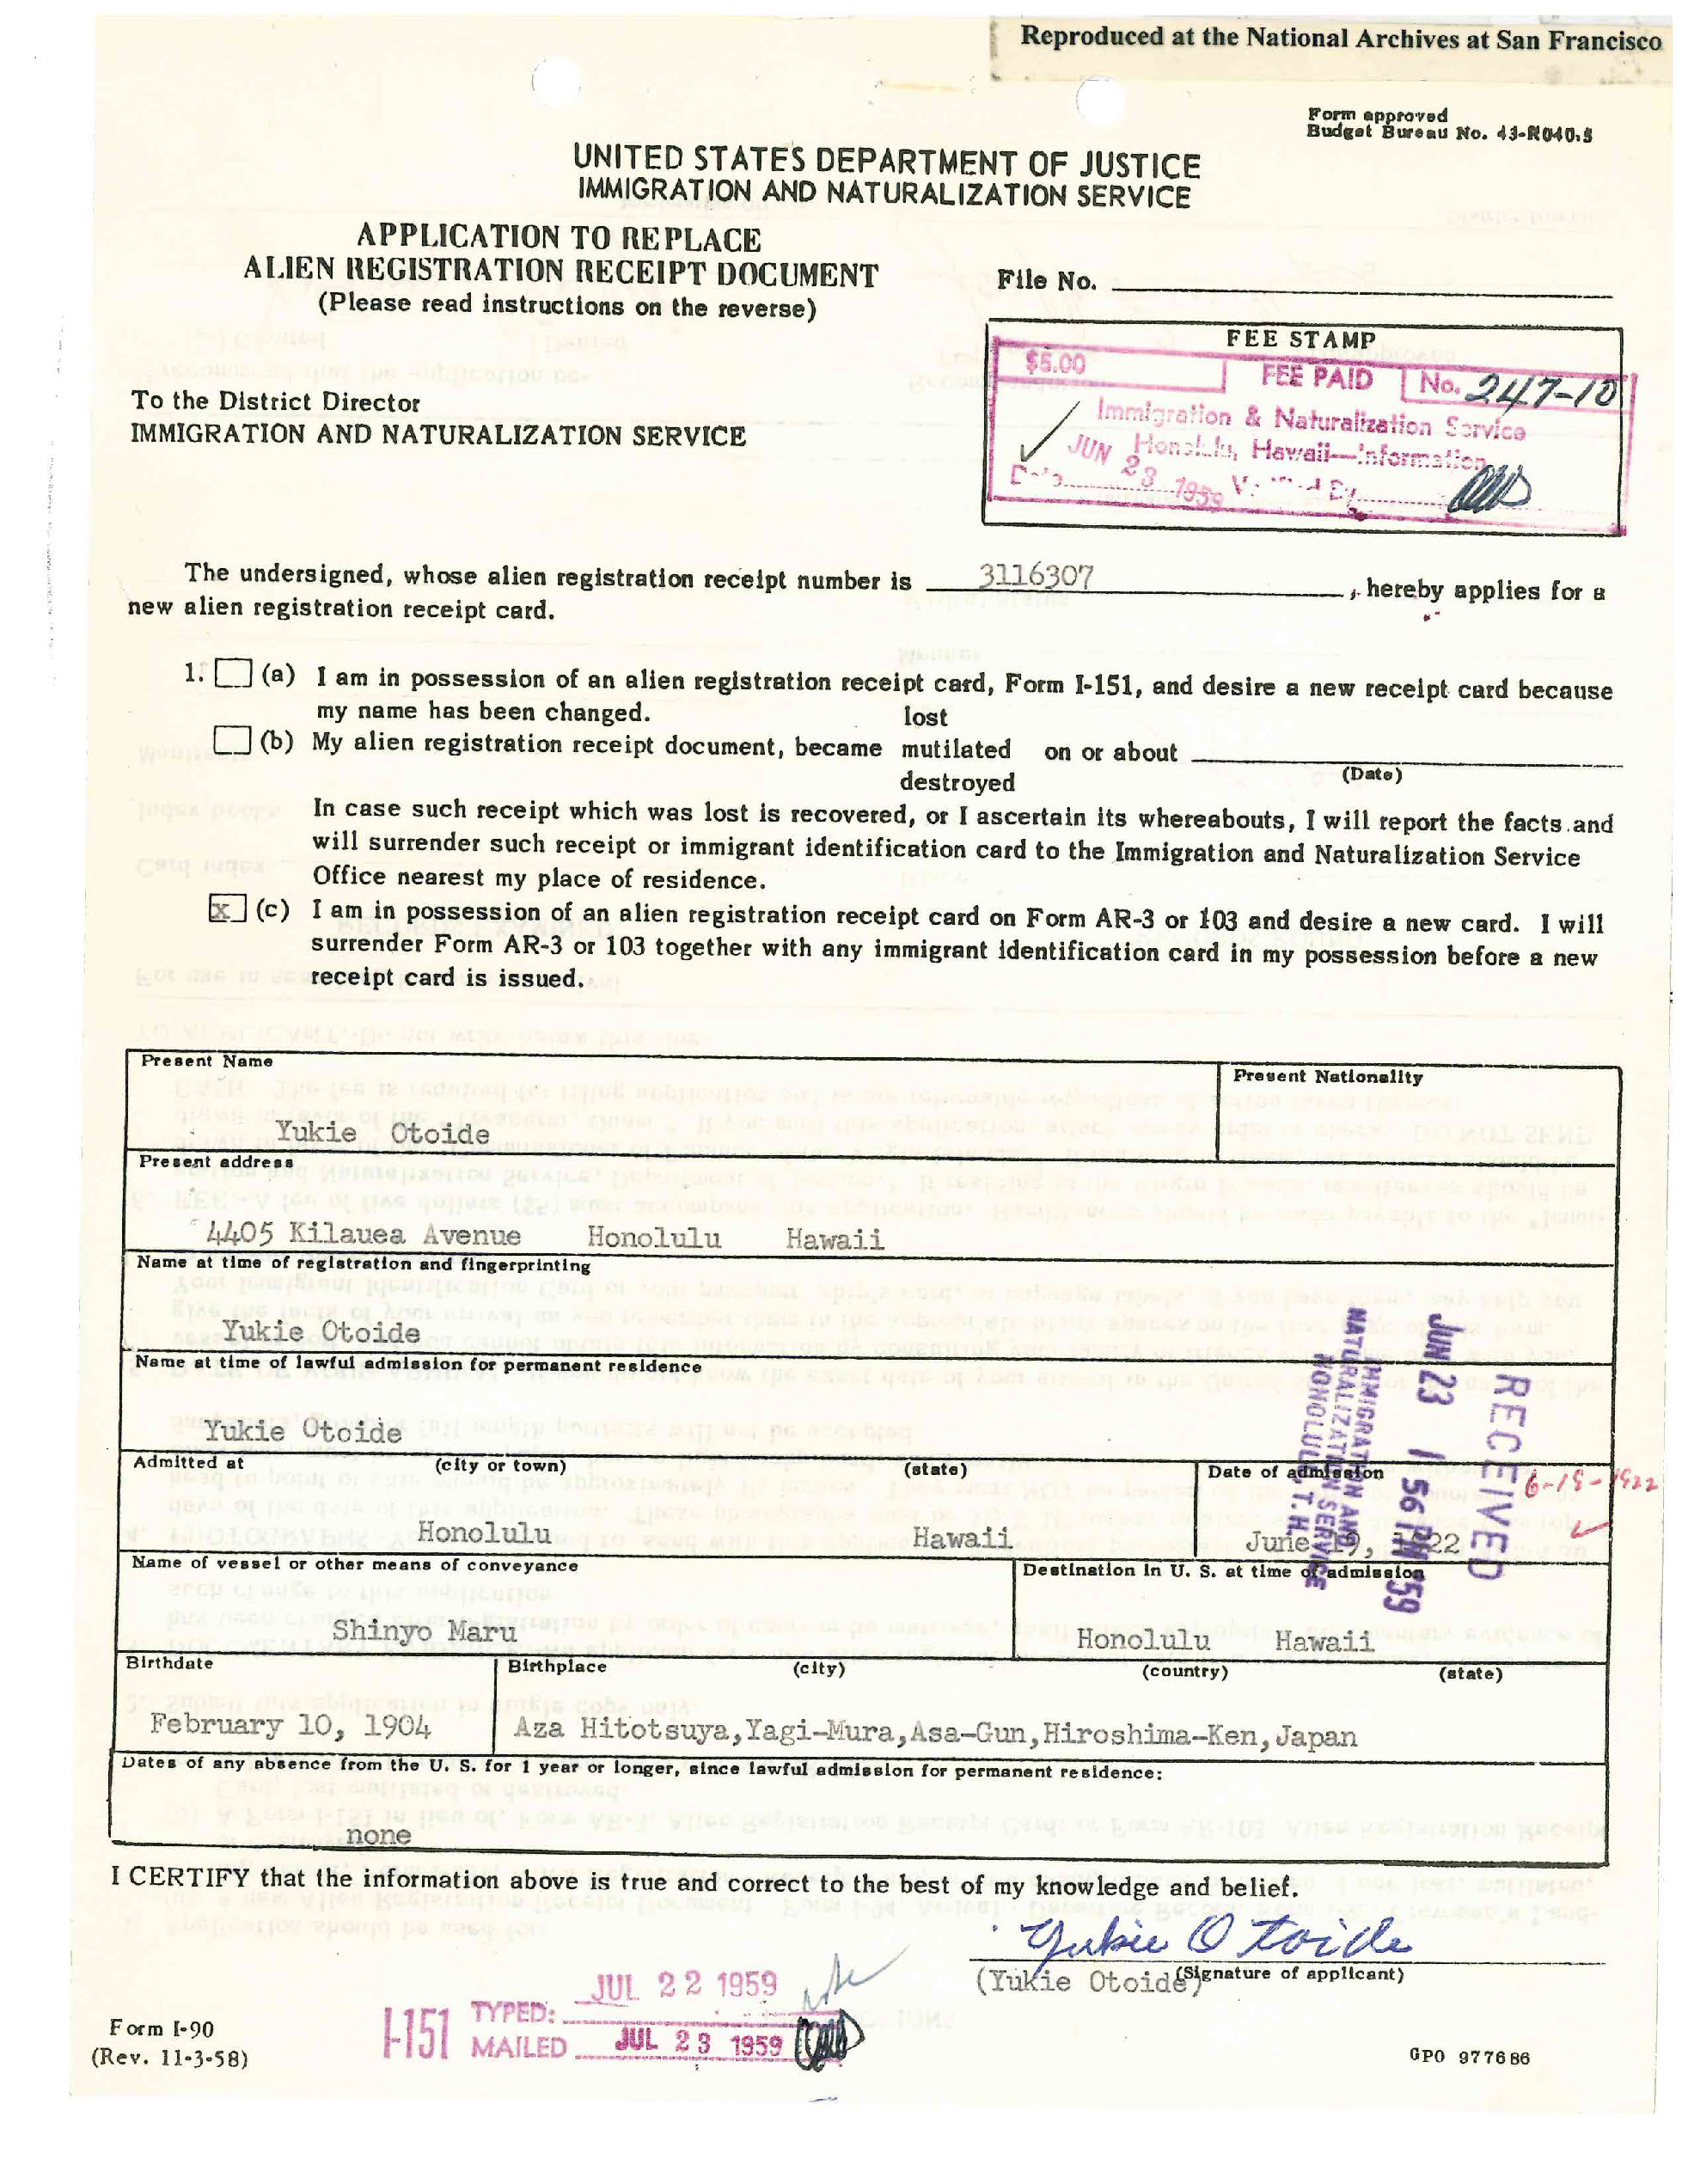 Reproduced at the National Archives at San Francisco
Form approved
Budget Bureau No. 43-R040.5
UNITED STATES DEPARTMENT OF JUSTICE
IMMIGRATION AND NATURALIZATION SERVICE
APPLICATION TO REPLACE
ALIEN REGISTRATION RECEIPT DOCUMENT
(Please read instructions on the reverse)
File No.
FEE STAMP
$5.00
FEE PAID No. 247-10
Immigration & Naturalization Service
Honolulu, Hawaii—Information
JUN 23 1959
To the District Director
IMMIGRATION AND NATURALIZATION SERVICE
The undersigned, whose alien registration receipt number is 3116307, hereby applies for a
new alien registration receipt card.
1. (a) I am in possession of an alien registration receipt card, Form I-151, and desire a new receipt card because
my name has been changed.
lost
(b) My alien registration receipt document, became mutilated on or about
destroyed (Date)
In case such receipt which was lost is recovered, or I ascertain its whereabouts, I will report the facts and
will surrender such receipt or immigrant identification card to the Immigration and Naturalization Service
Office nearest my place of residence.
x (c) I am in possession of an alien registration receipt card on Form AR-3 or 103 and desire a new card. I will
surrender Form AR-3 or 103 together with any immigrant identification card in my possession before a new
receipt card is issued.
Present Name
Present Nationality
Yukie Otoide
Present address
4405 Kilauea Avenue Honolulu Hawaii
Name at time of registration and fingerprinting
Yukie Otoide
Name at time of lawful admission for permanent residence
Yukie Otoide
RECEIVED
JUN 23 1 56 PM '59
IMMIGRATION AND
NATURALIZATION SERVICE
HONOLULU, T. H.
Admitted at (city or town) (state) Date of admission
Honolulu Hawaii June 19, 1922
Name of vessel or other means of conveyance
Destination in U. S. at time of admission
Shinyo Maru
Honolulu Hawaii
Birthdate Birthplace (city) (country) (state)
February 10, 1904 Aza Hitotsuya,Yagi-Mura,Asa-Gun,Hiroshima-Ken,Japan
Dates of any absence from the U. S. for 1 year or longer, since lawful admission for permanent residence:
none
I CERTIFY that the information above is true and correct to the best of my knowledge and belief.
Yukie Otoide
(Yukie Otoide) (Signature of applicant)
JUL 22 1959
I-151 TYPED:
MAILED JUL 23 1959
Form I-90
(Rev. 11-3-58)
GPO 977686